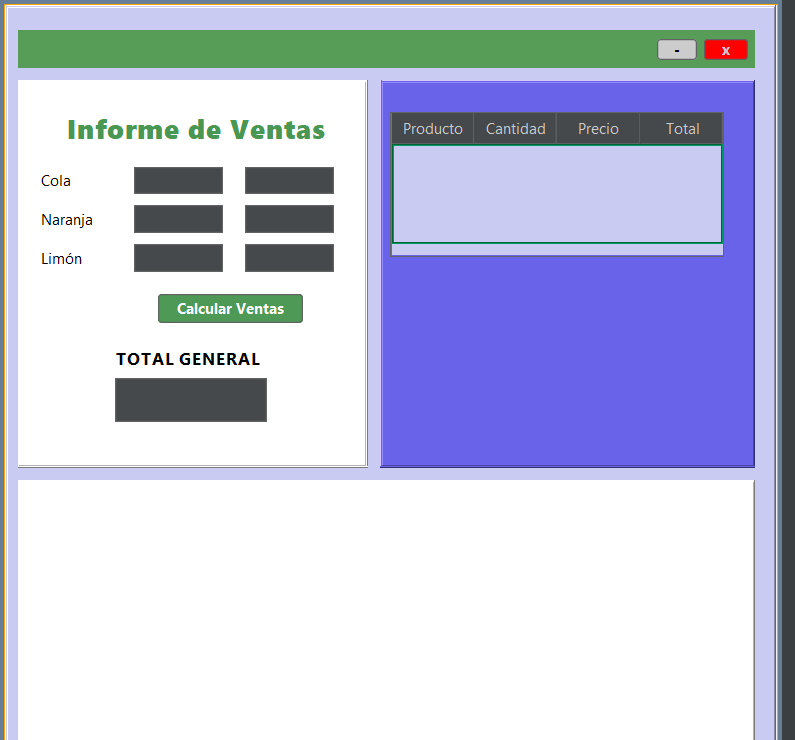 - x
Informe de Ventas
Cola
Naranja
Limón
Calcular Ventas
TOTAL GENERAL
Producto Cantidad Precio Total